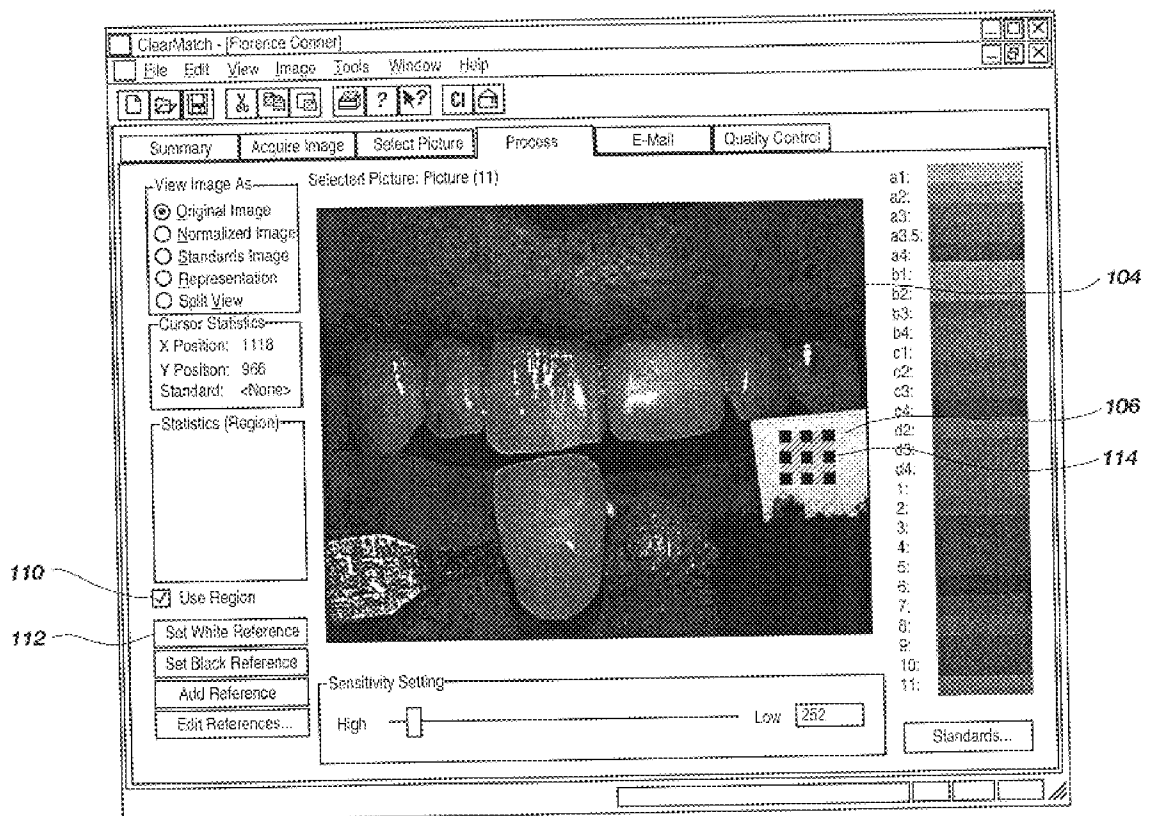 ClearMatch - [Florence Conner]
File Edit View Image Tools Window Help
? ? CI
Summary Acquire Image Select Picture Process E-Mail Quality Control
View Image As
Original Image
Normalized Image
Standards Image
Representation
Split View
Cursor Statistics
X Position: 1118
Y Position: 966
Standard: <None>
Statistics (Region)
110
Use Region
112
Set White Reference
Set Black Reference
Add Reference
Edit References...
Selected Picture: Picture (11)
Sensitivity Setting
High Low 252
a1:
a2:
a3:
a3.5:
a4:
b1:
b2:
b3:
b4:
c1:
c2:
c3:
c4:
d2:
d3:
d4:
1:
2:
3:
4:
5:
6:
7:
8:
9:
10:
11:
Standards...
104
106
114